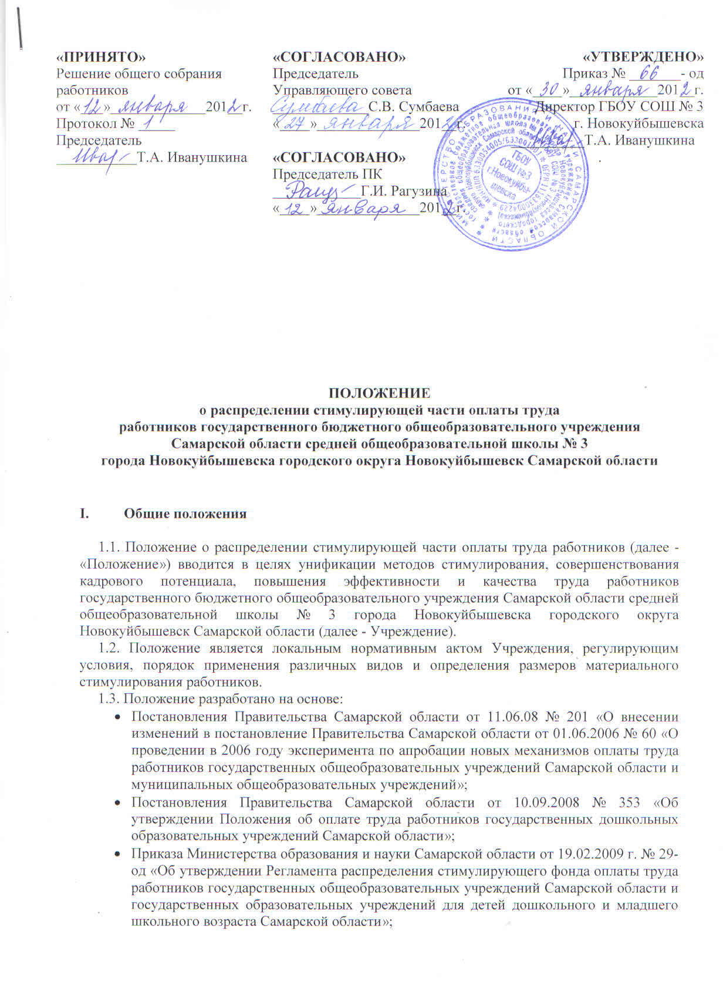 «ПРИНЯТО»
Решение общего собрания
работников
от «12» января 2012 г.
Протокол № 1
Председатель
Т.А. Иванушкина
«СОГЛАСОВАНО»
Председатель
Управляющего совета
Сумбаева С.В. Сумбаева
«27» января 2012 г.
«СОГЛАСОВАНО»
Председатель ПК
Г.И. Рагузина
«12» января 2012 г.
«УТВЕРЖДЕНО»
Приказ № 66 - од
от «30» января 2012 г.
Директор ГБОУ СОШ № 3
г. Новокуйбышевска
Т.А. Иванушкина
ГБОУ
СОШ №3
г.Новокуйбы-
шевска
ПОЛОЖЕНИЕ
о распределении стимулирующей части оплаты труда
работников государственного бюджетного общеобразовательного учреждения
Самарской области средней общеобразовательной школы № 3
города Новокуйбышевска городского округа Новокуйбышевск Самарской области
I. Общие положения
1.1. Положение о распределении стимулирующей части оплаты труда работников (далее -
«Положение») вводится в целях унификации методов стимулирования, совершенствования
кадрового потенциала, повышения эффективности и качества труда работников
государственного бюджетного общеобразовательного учреждения Самарской области средней
общеобразовательной школы № 3 города Новокуйбышевска городского округа
Новокуйбышевск Самарской области (далее - Учреждение).
1.2. Положение является локальным нормативным актом Учреждения, регулирующим
условия, порядок применения различных видов и определения размеров материального
стимулирования работников.
1.3. Положение разработано на основе:
• Постановления Правительства Самарской области от 11.06.08 № 201 «О внесении
изменений в постановление Правительства Самарской области от 01.06.2006 № 60 «О
проведении в 2006 году эксперимента по апробации новых механизмов оплаты труда
работников государственных общеобразовательных учреждений Самарской области и
муниципальных общеобразовательных учреждений»;
• Постановления Правительства Самарской области от 10.09.2008 № 353 «Об
утверждении Положения об оплате труда работников государственных дошкольных
образовательных учреждений Самарской области»;
• Приказа Министерства образования и науки Самарской области от 19.02.2009 г. № 29-
од «Об утверждении Регламента распределения стимулирующего фонда оплаты труда
работников государственных общеобразовательных учреждений Самарской области и
государственных образовательных учреждений для детей дошкольного и младшего
школьного возраста Самарской области»;